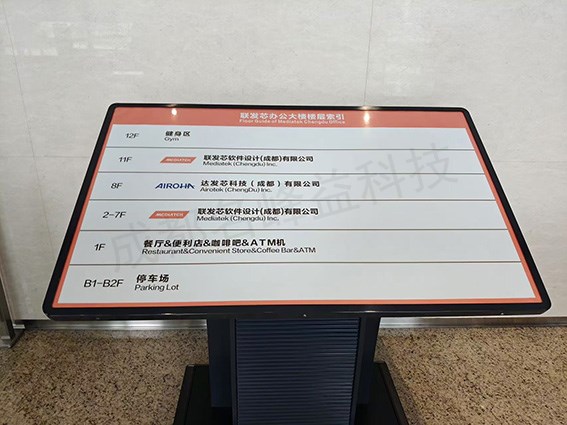 联发芯办公大楼楼层索引
Floor Guide of Mediatek Chengdu Office
12F 健身区
Gym
11F MEDIATEK 联发芯软件设计(成都)有限公司
Mediatek (Chengdu) Inc.
8F AIROHA 达发芯科技(成都)有限公司
Airotek (ChengDu) Inc.
2-7F MEDIATEK 联发芯软件设计(成都)有限公司
Mediatek (Chengdu) Inc.
1F 餐厅&便利店&咖啡吧&ATM机
Restaurant&Convenient Store&Coffee Bar&ATM
B1-B2F 停车场
Parking Lot